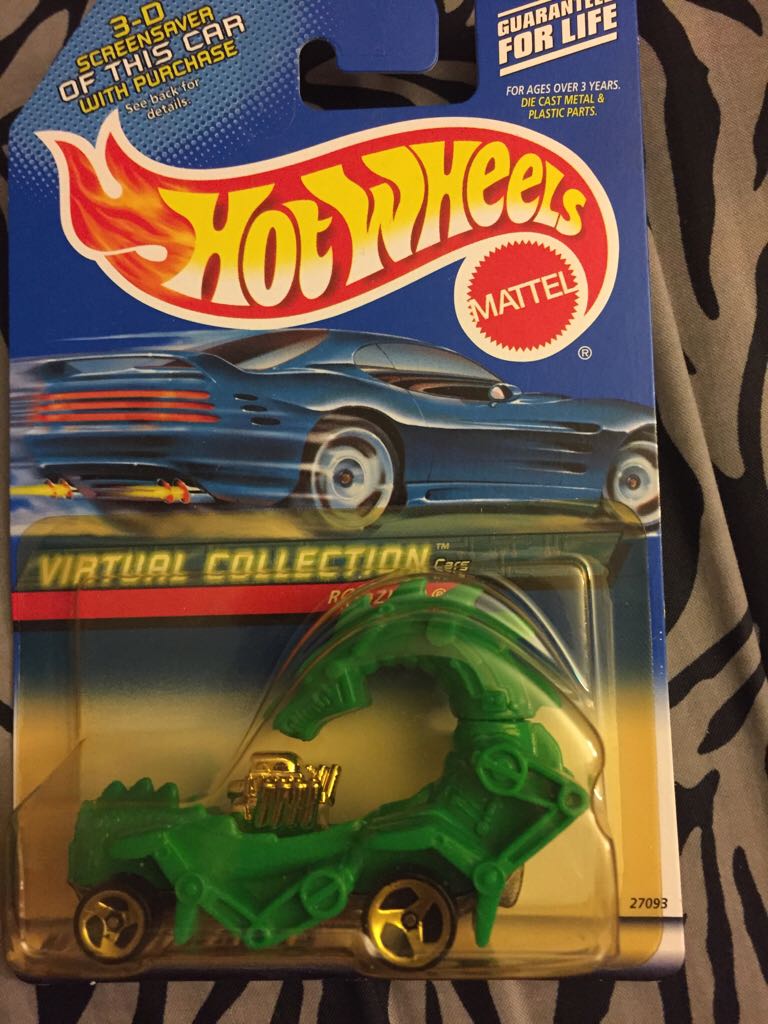 3-D
SCREENSAVER
OF THIS CAR
WITH PURCHASE
See back for
details.
GUARANTEED
FOR LIFE
FOR AGES OVER 3 YEARS.
DIE CAST METAL &
PLASTIC PARTS.
HOT WHEELS
MATTEL
®
VIRTUAL COLLECTION™
Cars
®
27093